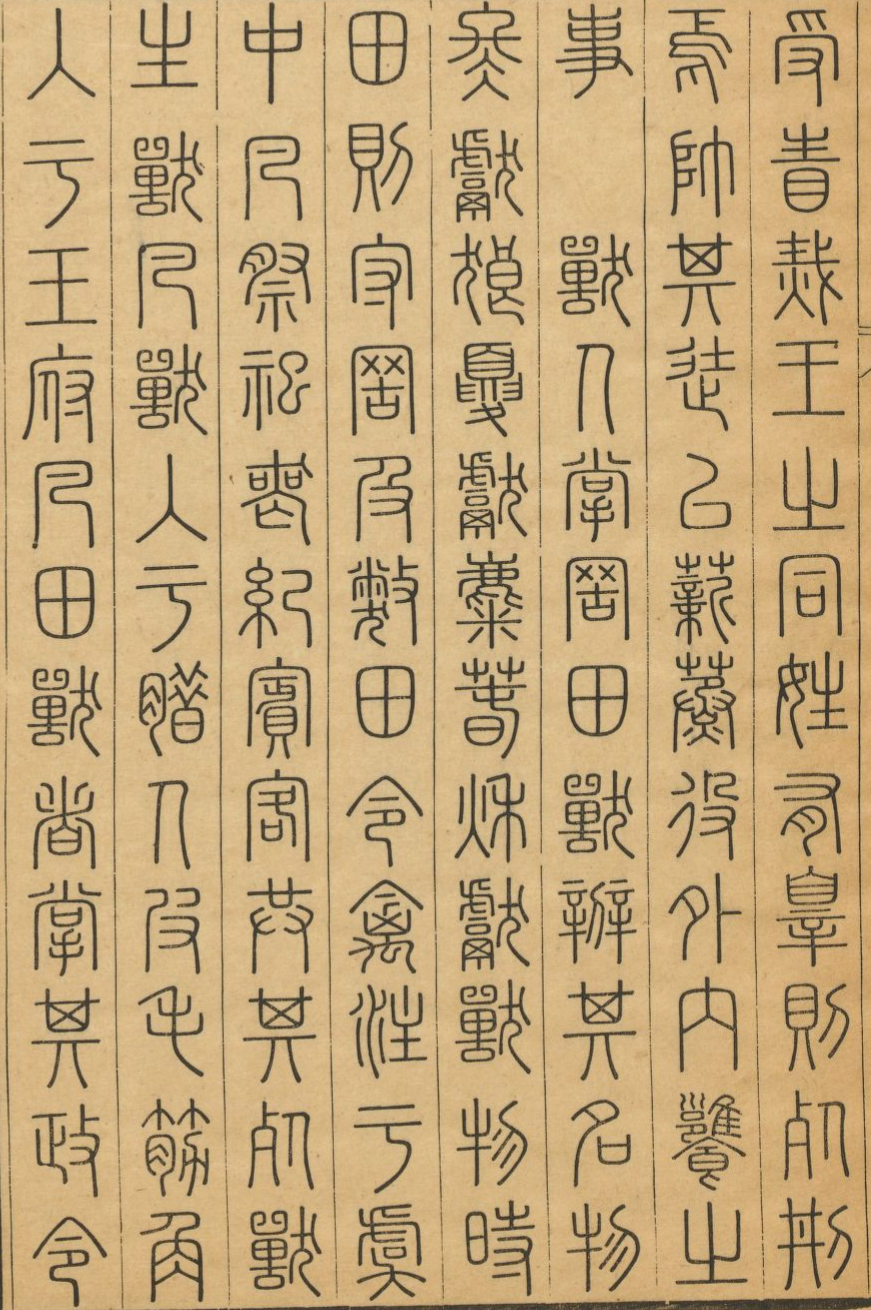 受眚烖王之同姓有辠則死刑
焉帥其徒以薪蒸役外內饔之
事　獸人掌罟田獸辨其名物
冬獻狼夏獻麋春秋獻獸物時
田則守罟及弊田令禽注于虞
中凡祭祀喪紀賓客共其死獸
生獸凡獸入于腊人皮毛筋角
入于玉府凡田獸者掌其政令